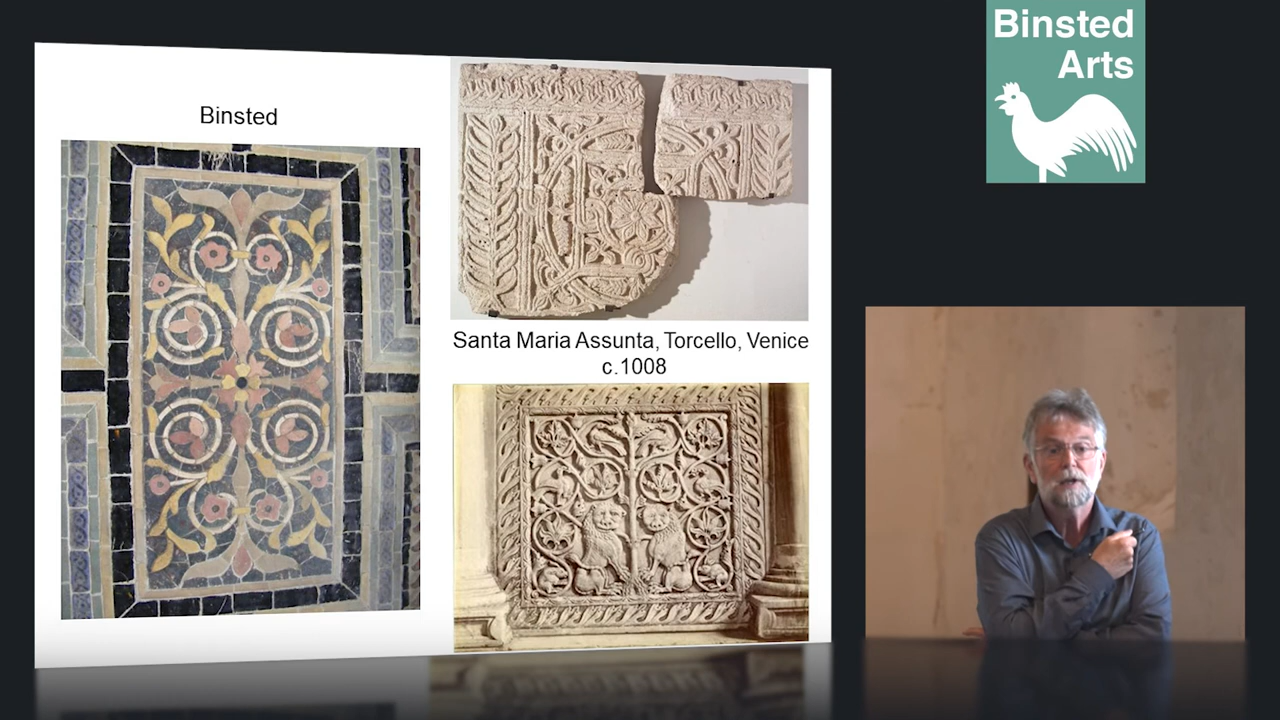 Binsted
Arts
Binsted
Santa Maria Assunta, Torcello, Venice
c.1008